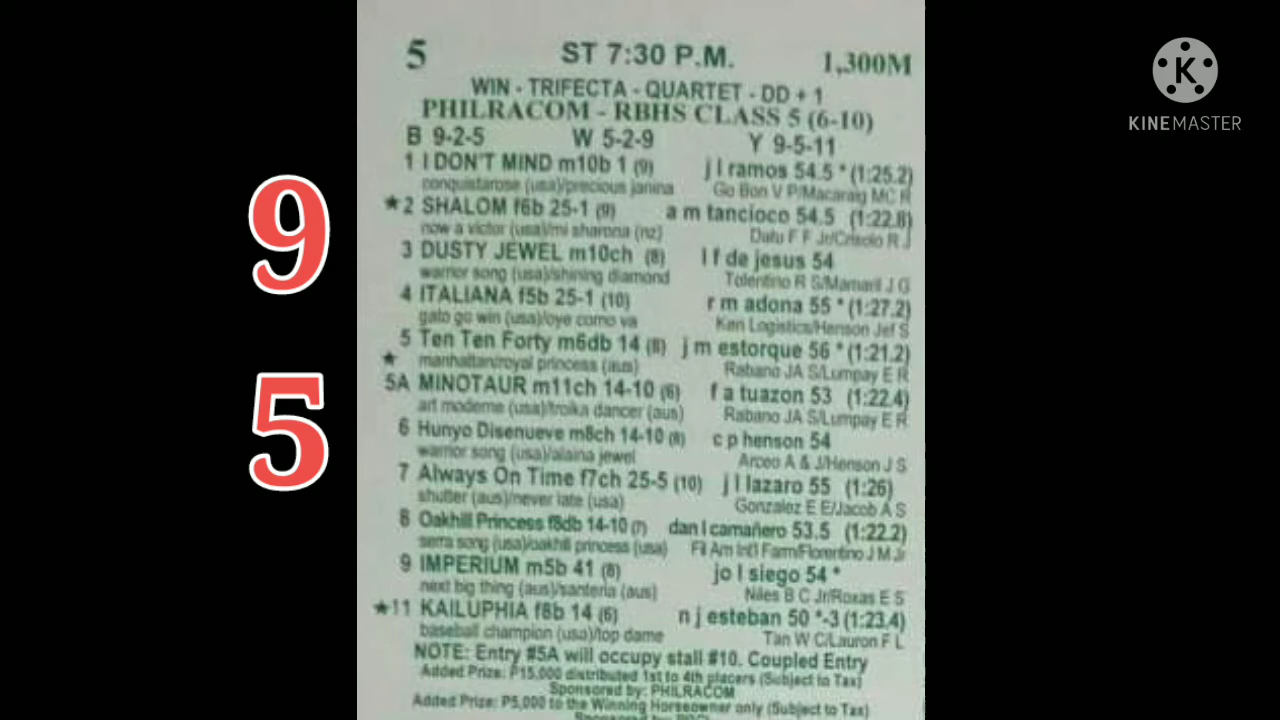 5 ST 7:30 P.M. 1,300M
WIN - TRIFECTA - QUARTET - DD + 1
PHILRACOM - RBHS CLASS 5 (6-10)
B 9-2-5 W 5-2-9 Y 9-5-11
1 I DON'T MIND m10b 1 (9) j l ramos 54.5 * (1:25.2)
conquistarose (usa)/precious janina Go Bon V P/Macaraig MC R
★2 SHALOM f6b 25-1 (9) a m tancioco 54.5 (1:22.8)
now a victor (usa)/mi sharona (nz) Datu F F Jr/Crisolo R J
3 DUSTY JEWEL m10ch (8) l f de jesus 54
warrior song (usa)/shining diamond Tolentino R S/Mamaril J G
4 ITALIANA f5b 25-1 (10) r m adona 55 * (1:27.2)
gato go win (usa)/oye como va Ken Logistics/Henson Jef S
5 Ten Ten Forty m6db 14 (8) j m estorque 56 * (1:21.2)
★ manhattan/royal princess (aus) Rabano JA S/Lumpay E R
5A MINOTAUR m11ch 14-10 (6) f a tuazon 53 (1:22.4)
art moderne (usa)/troika dancer (aus) Rabano JA S/Lumpay E R
6 Hunyo Disenueve m8ch 14-10 (8) c p henson 54
warrior song (usa)/alaina jewel Arceo A & J/Henson J S
7 Always On Time f7ch 25-5 (10) j l lazaro 55 (1:26)
shutter (aus)/never late (usa) Gonzalez E E/Jacob A S
8 Oakhill Princess f8db 14-10 (7) dan l camañero 53.5 (1:22.2)
serra song (usa)/oakhill princess (usa) Fil Am Int'l Farm/Florentino J M Jr
9 IMPERIUM m5b 41 (8) jo l siego 54 *
next big thing (aus)/santeria (aus) Niles B C Jr/Roxas E S
★11 KAILUPHIA f8b 14 (6) n j esteban 50 *-3 (1:23.4)
baseball champion (usa)/top dame Tan W C/Lauron F L
NOTE: Entry #5A will occupy stall #10. Coupled Entry
Added Prize: P15,000 distributed 1st to 4th placers (Subject to Tax)
Sponsored by: PHILRACOM
Added Prize: P5,000 to the Winning Horseowner only (Subject to Tax)
Sponsored by:
9
5
K
KINEMASTER